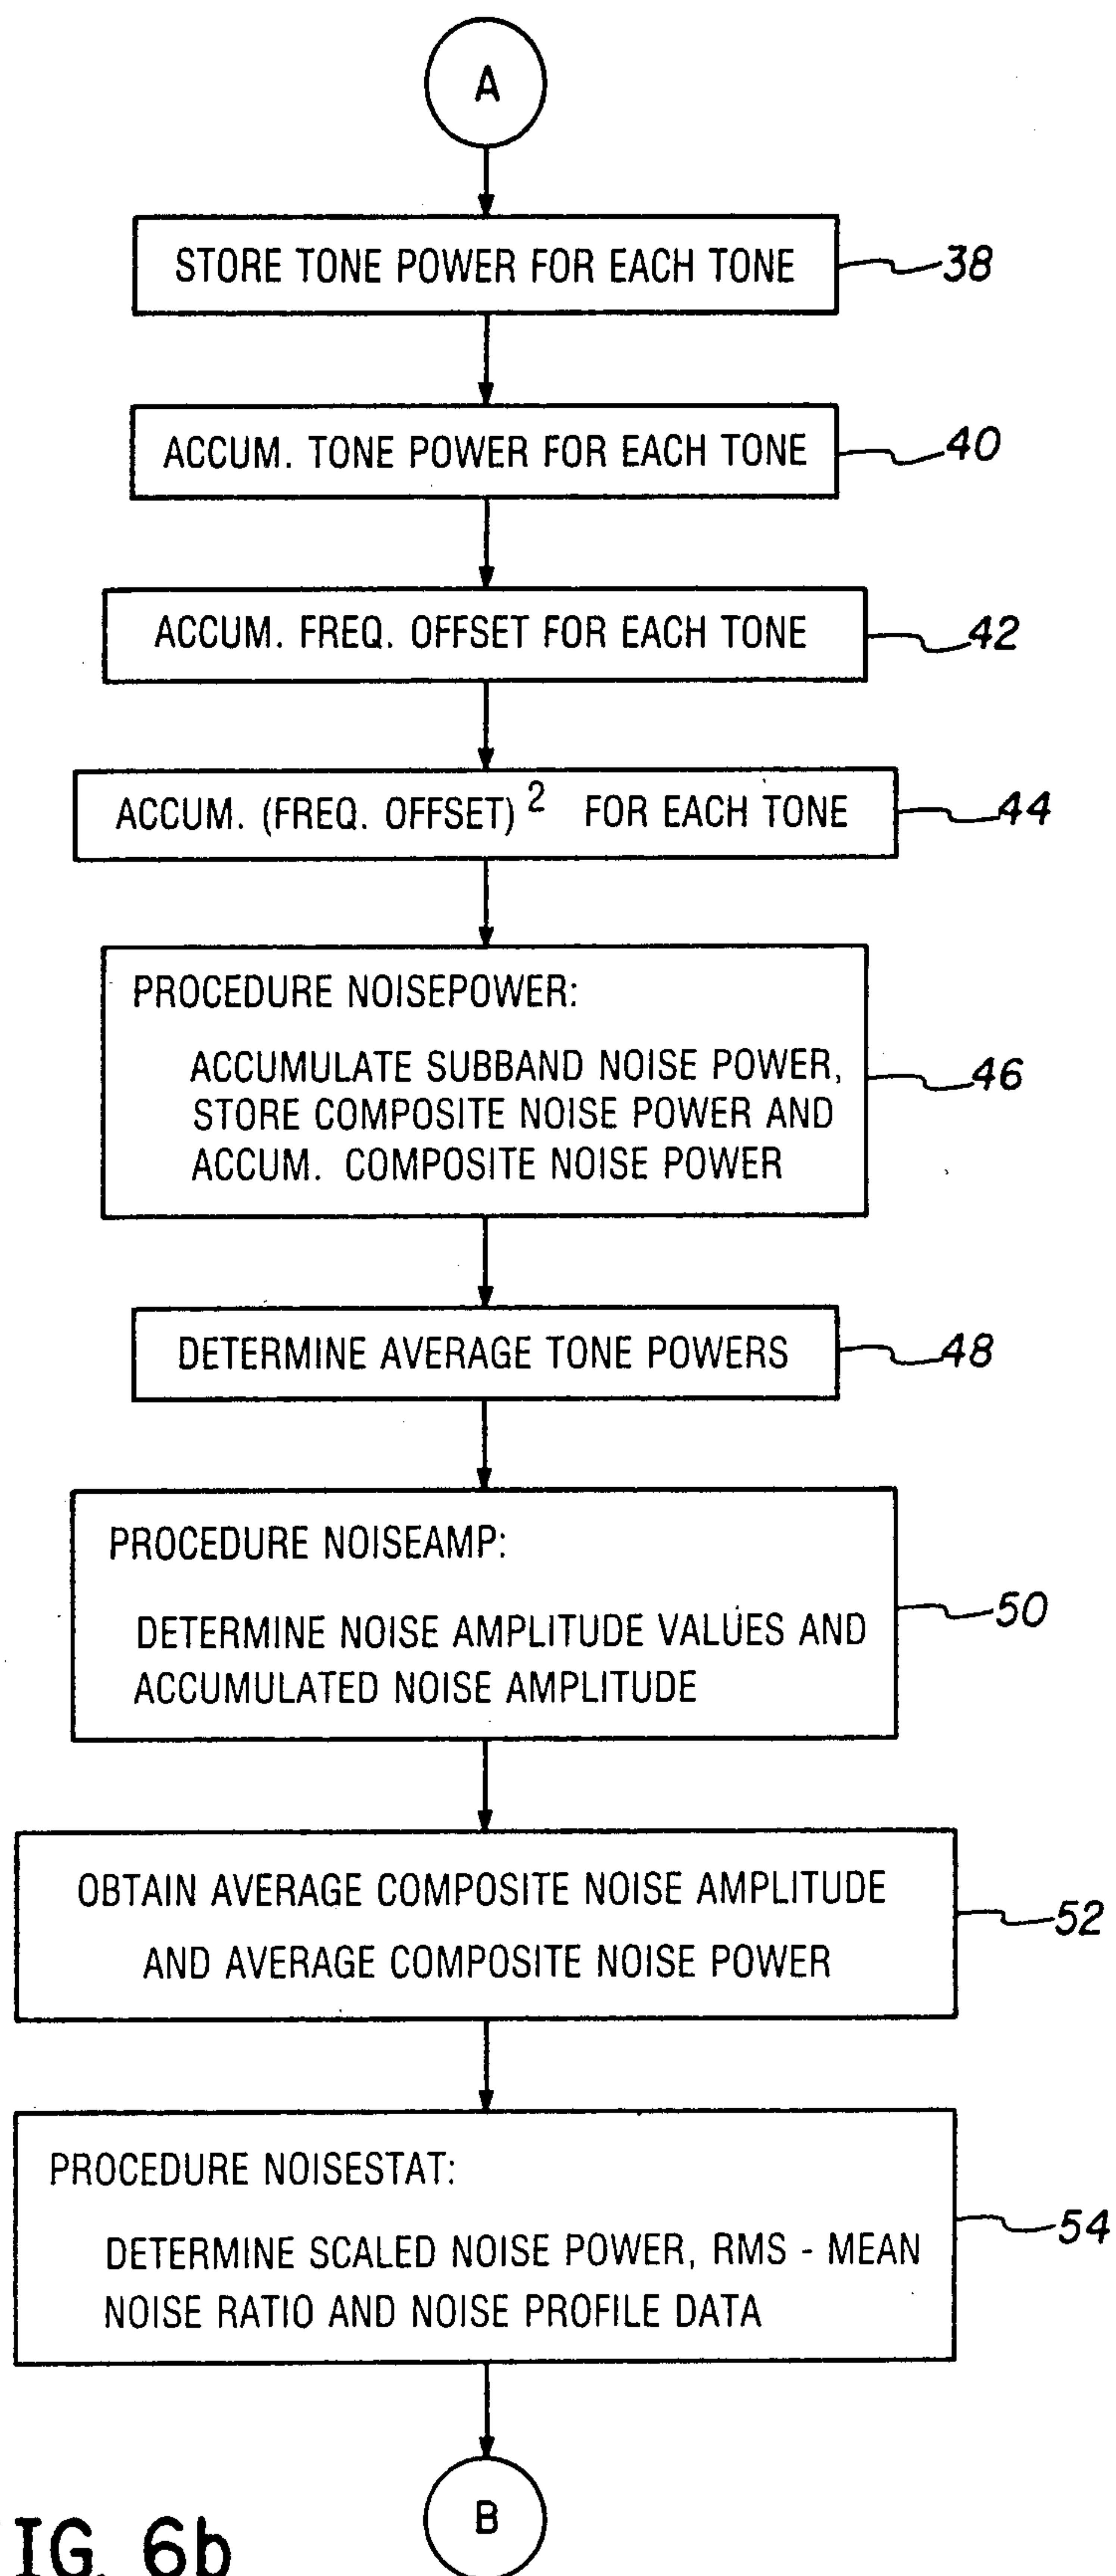 A
STORE TONE POWER FOR EACH TONE
38
ACCUM. TONE POWER FOR EACH TONE
40
ACCUM. FREQ. OFFSET FOR EACH TONE
42
ACCUM. (FREQ. OFFSET)² FOR EACH TONE
44
PROCEDURE NOISEPOWER:
ACCUMULATE SUBBAND NOISE POWER,
STORE COMPOSITE NOISE POWER AND
ACCUM. COMPOSITE NOISE POWER
46
DETERMINE AVERAGE TONE POWERS
48
PROCEDURE NOISEAMP:
DETERMINE NOISE AMPLITUDE VALUES AND
ACCUMULATED NOISE AMPLITUDE
50
OBTAIN AVERAGE COMPOSITE NOISE AMPLITUDE
AND AVERAGE COMPOSITE NOISE POWER
52
PROCEDURE NOISESTAT:
DETERMINE SCALED NOISE POWER, RMS - MEAN
NOISE RATIO AND NOISE PROFILE DATA
54
B
IG. 6b